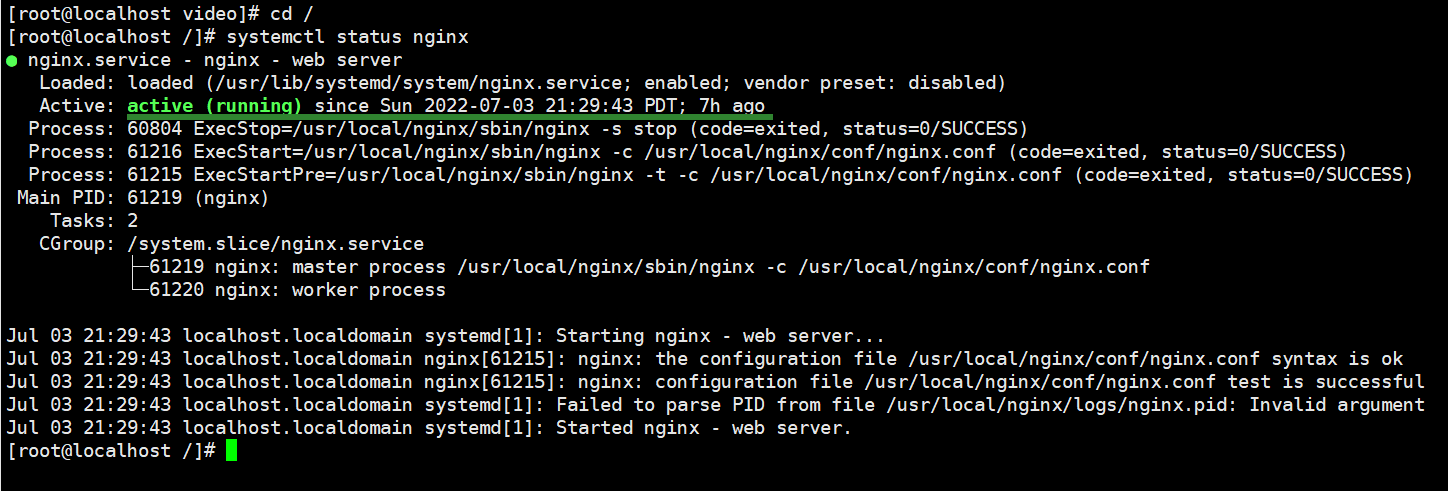 [root@localhost video]# cd /
[root@localhost /]# systemctl status nginx
● nginx.service - nginx - web server
   Loaded: loaded (/usr/lib/systemd/system/nginx.service; enabled; vendor preset: disabled)
   Active: active (running) since Sun 2022-07-03 21:29:43 PDT; 7h ago
  Process: 60804 ExecStop=/usr/local/nginx/sbin/nginx -s stop (code=exited, status=0/SUCCESS)
  Process: 61216 ExecStart=/usr/local/nginx/sbin/nginx -c /usr/local/nginx/conf/nginx.conf (code=exited, status=0/SUCCESS)
  Process: 61215 ExecStartPre=/usr/local/nginx/sbin/nginx -t -c /usr/local/nginx/conf/nginx.conf (code=exited, status=0/SUCCESS)
 Main PID: 61219 (nginx)
    Tasks: 2
   CGroup: /system.slice/nginx.service
           ├─61219 nginx: master process /usr/local/nginx/sbin/nginx -c /usr/local/nginx/conf/nginx.conf
           └─61220 nginx: worker process
Jul 03 21:29:43 localhost.localdomain systemd[1]: Starting nginx - web server...
Jul 03 21:29:43 localhost.localdomain nginx[61215]: nginx: the configuration file /usr/local/nginx/conf/nginx.conf syntax is ok
Jul 03 21:29:43 localhost.localdomain nginx[61215]: nginx: configuration file /usr/local/nginx/conf/nginx.conf test is successful
Jul 03 21:29:43 localhost.localdomain systemd[1]: Failed to parse PID from file /usr/local/nginx/logs/nginx.pid: Invalid argument
Jul 03 21:29:43 localhost.localdomain systemd[1]: Started nginx - web server.
[root@localhost /]#